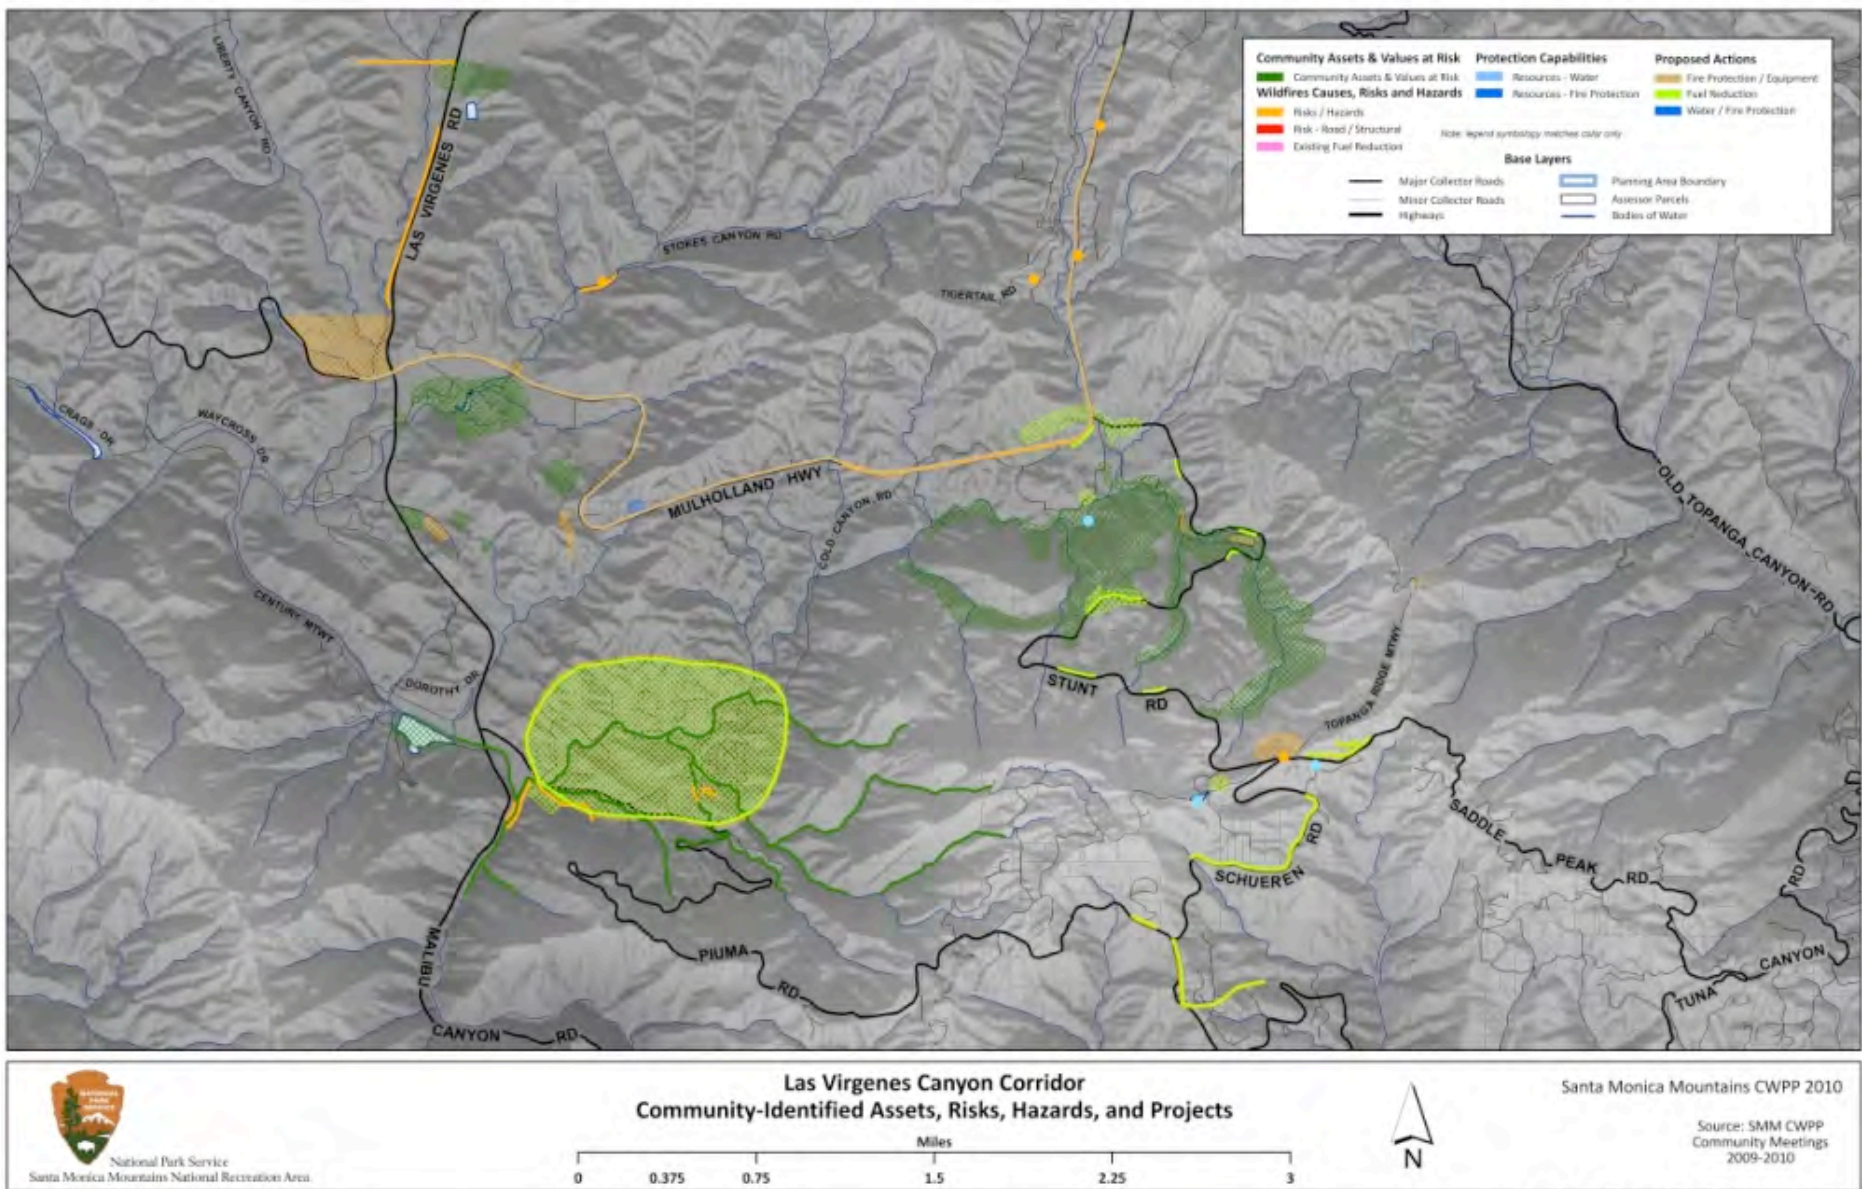 Community Assets & Values at Risk
Community Assets & Values at Risk
Wildfires Causes, Risks and Hazards
Risks / Hazards
Risk - Road / Structural
Existing Fuel Reduction
Protection Capabilities
Resources - Water
Resources - Fire Protection
Proposed Actions
Fire Protection / Equipment
Fuel Reduction
Water / Fire Protection
Note: legend symbology matches color only
Base Layers
Major Collector Roads
Minor Collector Roads
Highways
Planning Area Boundary
Assessor Parcels
Bodies of Water
LIBERTY CANYON RD
LAS VIRGENES RD
STOKES CANYON RD
TIGERTAIL RD
CRAGS DR
WAYCROSS DR
MULHOLLAND HWY
COLD CANYON RD
OLD TOPANGA CANYON RD
CENTURY MTWY
DOROTHY DR
STUNT RD
TOPANGA RIDGE MTWY
SADDLE PEAK RD
SCHUEREN RD
PIUMA RD
MALIBU CANYON RD
TUNA CANYON RD
NATIONAL
PARK
SERVICE
National Park Service
Santa Monica Mountains National Recreation Area
Las Virgenes Canyon Corridor
Community-Identified Assets, Risks, Hazards, and Projects
Miles
0 0.375 0.75 1.5 2.25 3
N
Santa Monica Mountains CWPP 2010
Source: SMM CWPP
Community Meetings
2009-2010